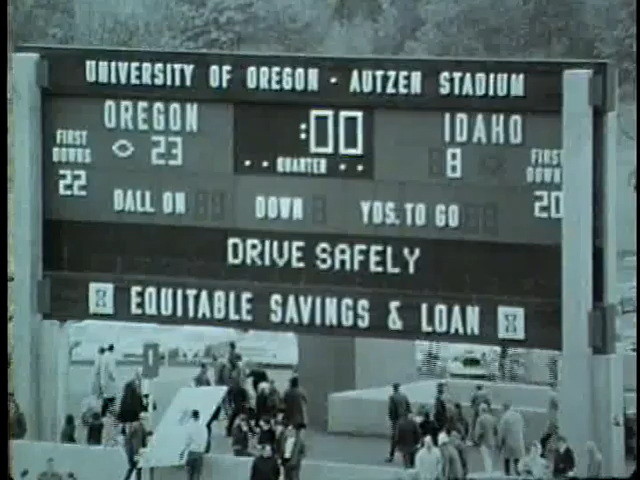 UNIVERSITY OF OREGON - AUTZEN STADIUM
OREGON :00 IDAHO
FIRST DOWNS 23 QUARTER 8 FIRST DOWNS
22 20
BALL ON DOWN YDS. TO GO
DRIVE SAFELY
EQUITABLE SAVINGS & LOAN